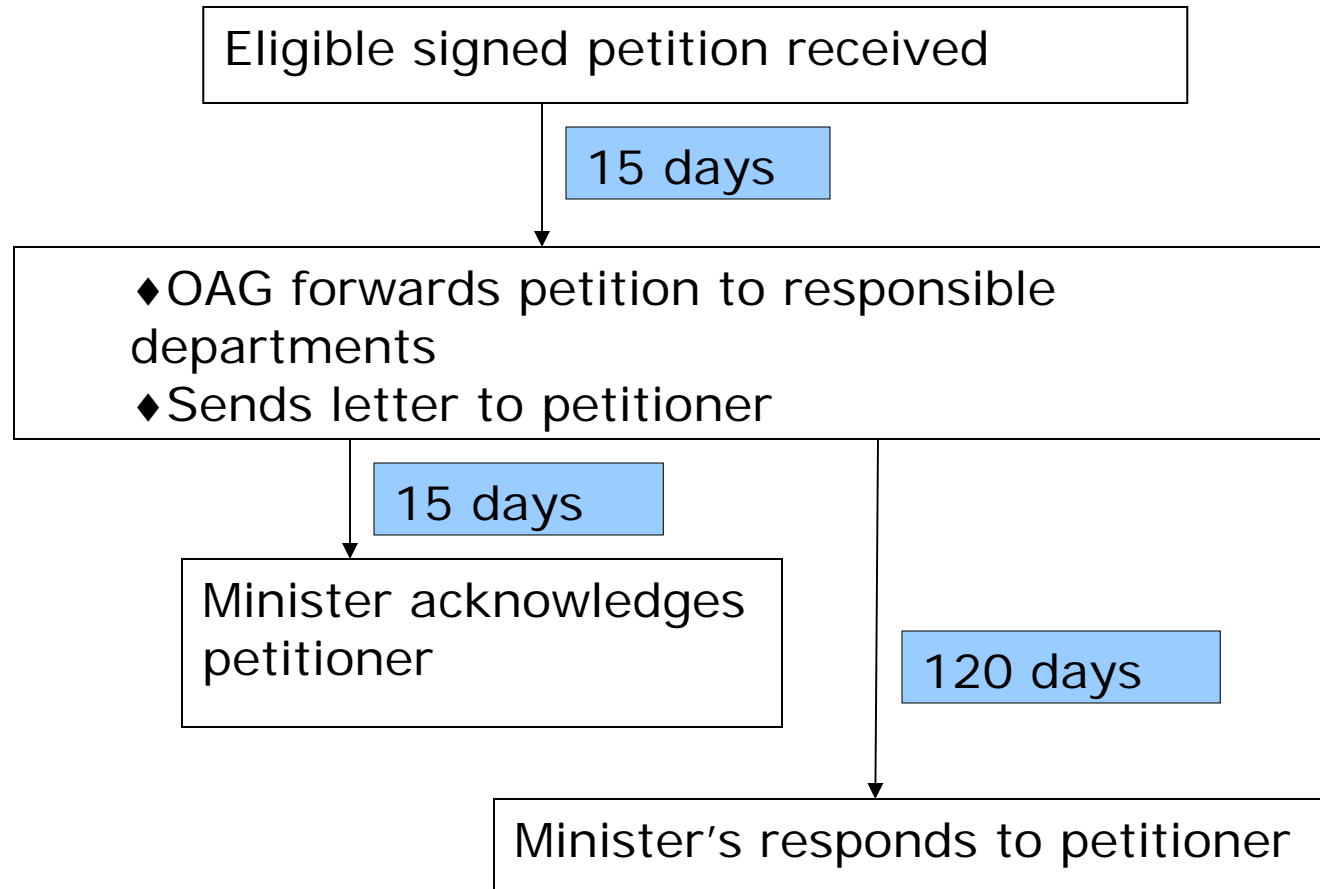 Eligible signed petition received
15 days
♦OAG forwards petition to responsible
departments
♦Sends letter to petitioner
15 days
Minister acknowledges
petitioner
120 days
Minister's responds to petitioner